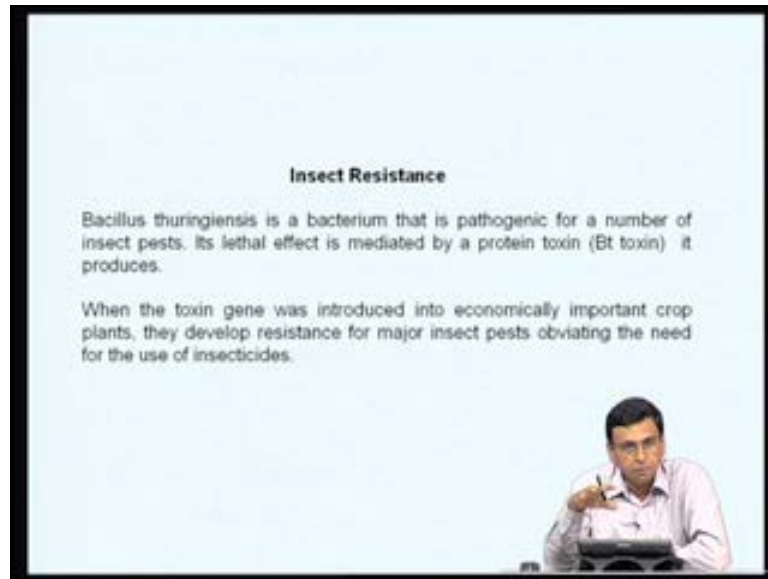 Insect Resistance
Bacillus thuringiensis is a bacterium that is pathogenic for a number of
insect pests. Its lethal effect is mediated by a protein toxin (Bt toxin) it
produces.
When the toxin gene was introduced into economically important crop
plants, they develop resistance for major insect pests obviating the need
for the use of insecticides.